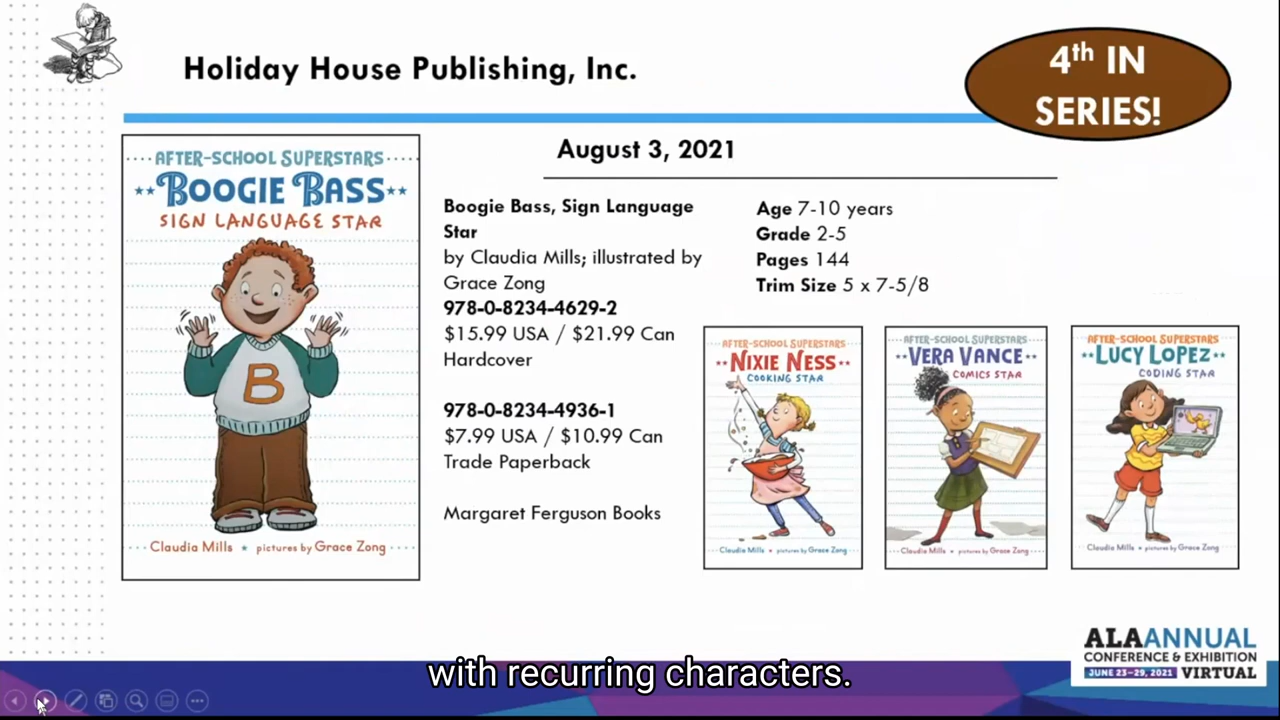 Holiday House Publishing, Inc.
4th IN
SERIES!
August 3, 2021
AFTER-SCHOOL SUPERSTARS
BOOGIE BASS
SIGN LANGUAGE STAR
B
Claudia Mills ★ pictures by Grace Zong
Boogie Bass, Sign Language
Star
by Claudia Mills; illustrated by
Grace Zong
978-0-8234-4629-2
$15.99 USA / $21.99 Can
Hardcover
978-0-8234-4936-1
$7.99 USA / $10.99 Can
Trade Paperback
Margaret Ferguson Books
Age 7-10 years
Grade 2-5
Pages 144
Trim Size 5 x 7-5/8
AFTER-SCHOOL SUPERSTARS
NIXIE NESS
COOKING STAR
Claudia Mills ★ pictures by Grace Zong
AFTER-SCHOOL SUPERSTARS
VERA VANCE
COMICS STAR
Claudia Mills ★ pictures by Grace Zong
AFTER-SCHOOL SUPERSTARS
LUCY LOPEZ
CODING STAR
Claudia Mills ★ pictures by Grace Zong
ALA ANNUAL
CONFERENCE & EXHIBITION
JUNE 23–29, 2021 VIRTUAL
with recurring characters.